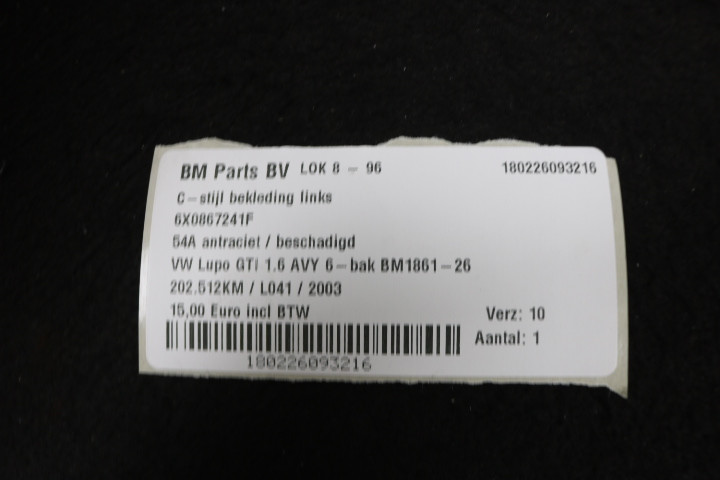 BM Parts BV LOK 8 - 96 180226093216
C-stijl bekleding links
6X0867241F
54A antraciet / beschadigd
VW Lupo GTi 1.6 AVY 6-bak BM1861-26
202.512KM / L041 / 2003
15,00 Euro incl BTW Verz: 10
Aantal: 1
180226093216